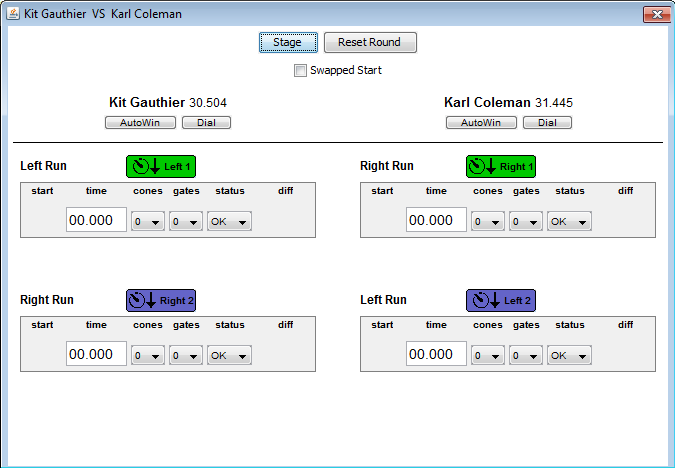 Kit Gauthier VS Karl Coleman
Stage Reset Round
Swapped Start
Kit Gauthier 30.504 Karl Coleman 31.445
AutoWin Dial AutoWin Dial
Left Run Left 1 Right Run Right 1
start time cones gates status diff start time cones gates status diff
00.000 0 0 OK 00.000 0 0 OK
Right Run Right 2 Left Run Left 2
start time cones gates status diff start time cones gates status diff
00.000 0 0 OK 00.000 0 0 OK